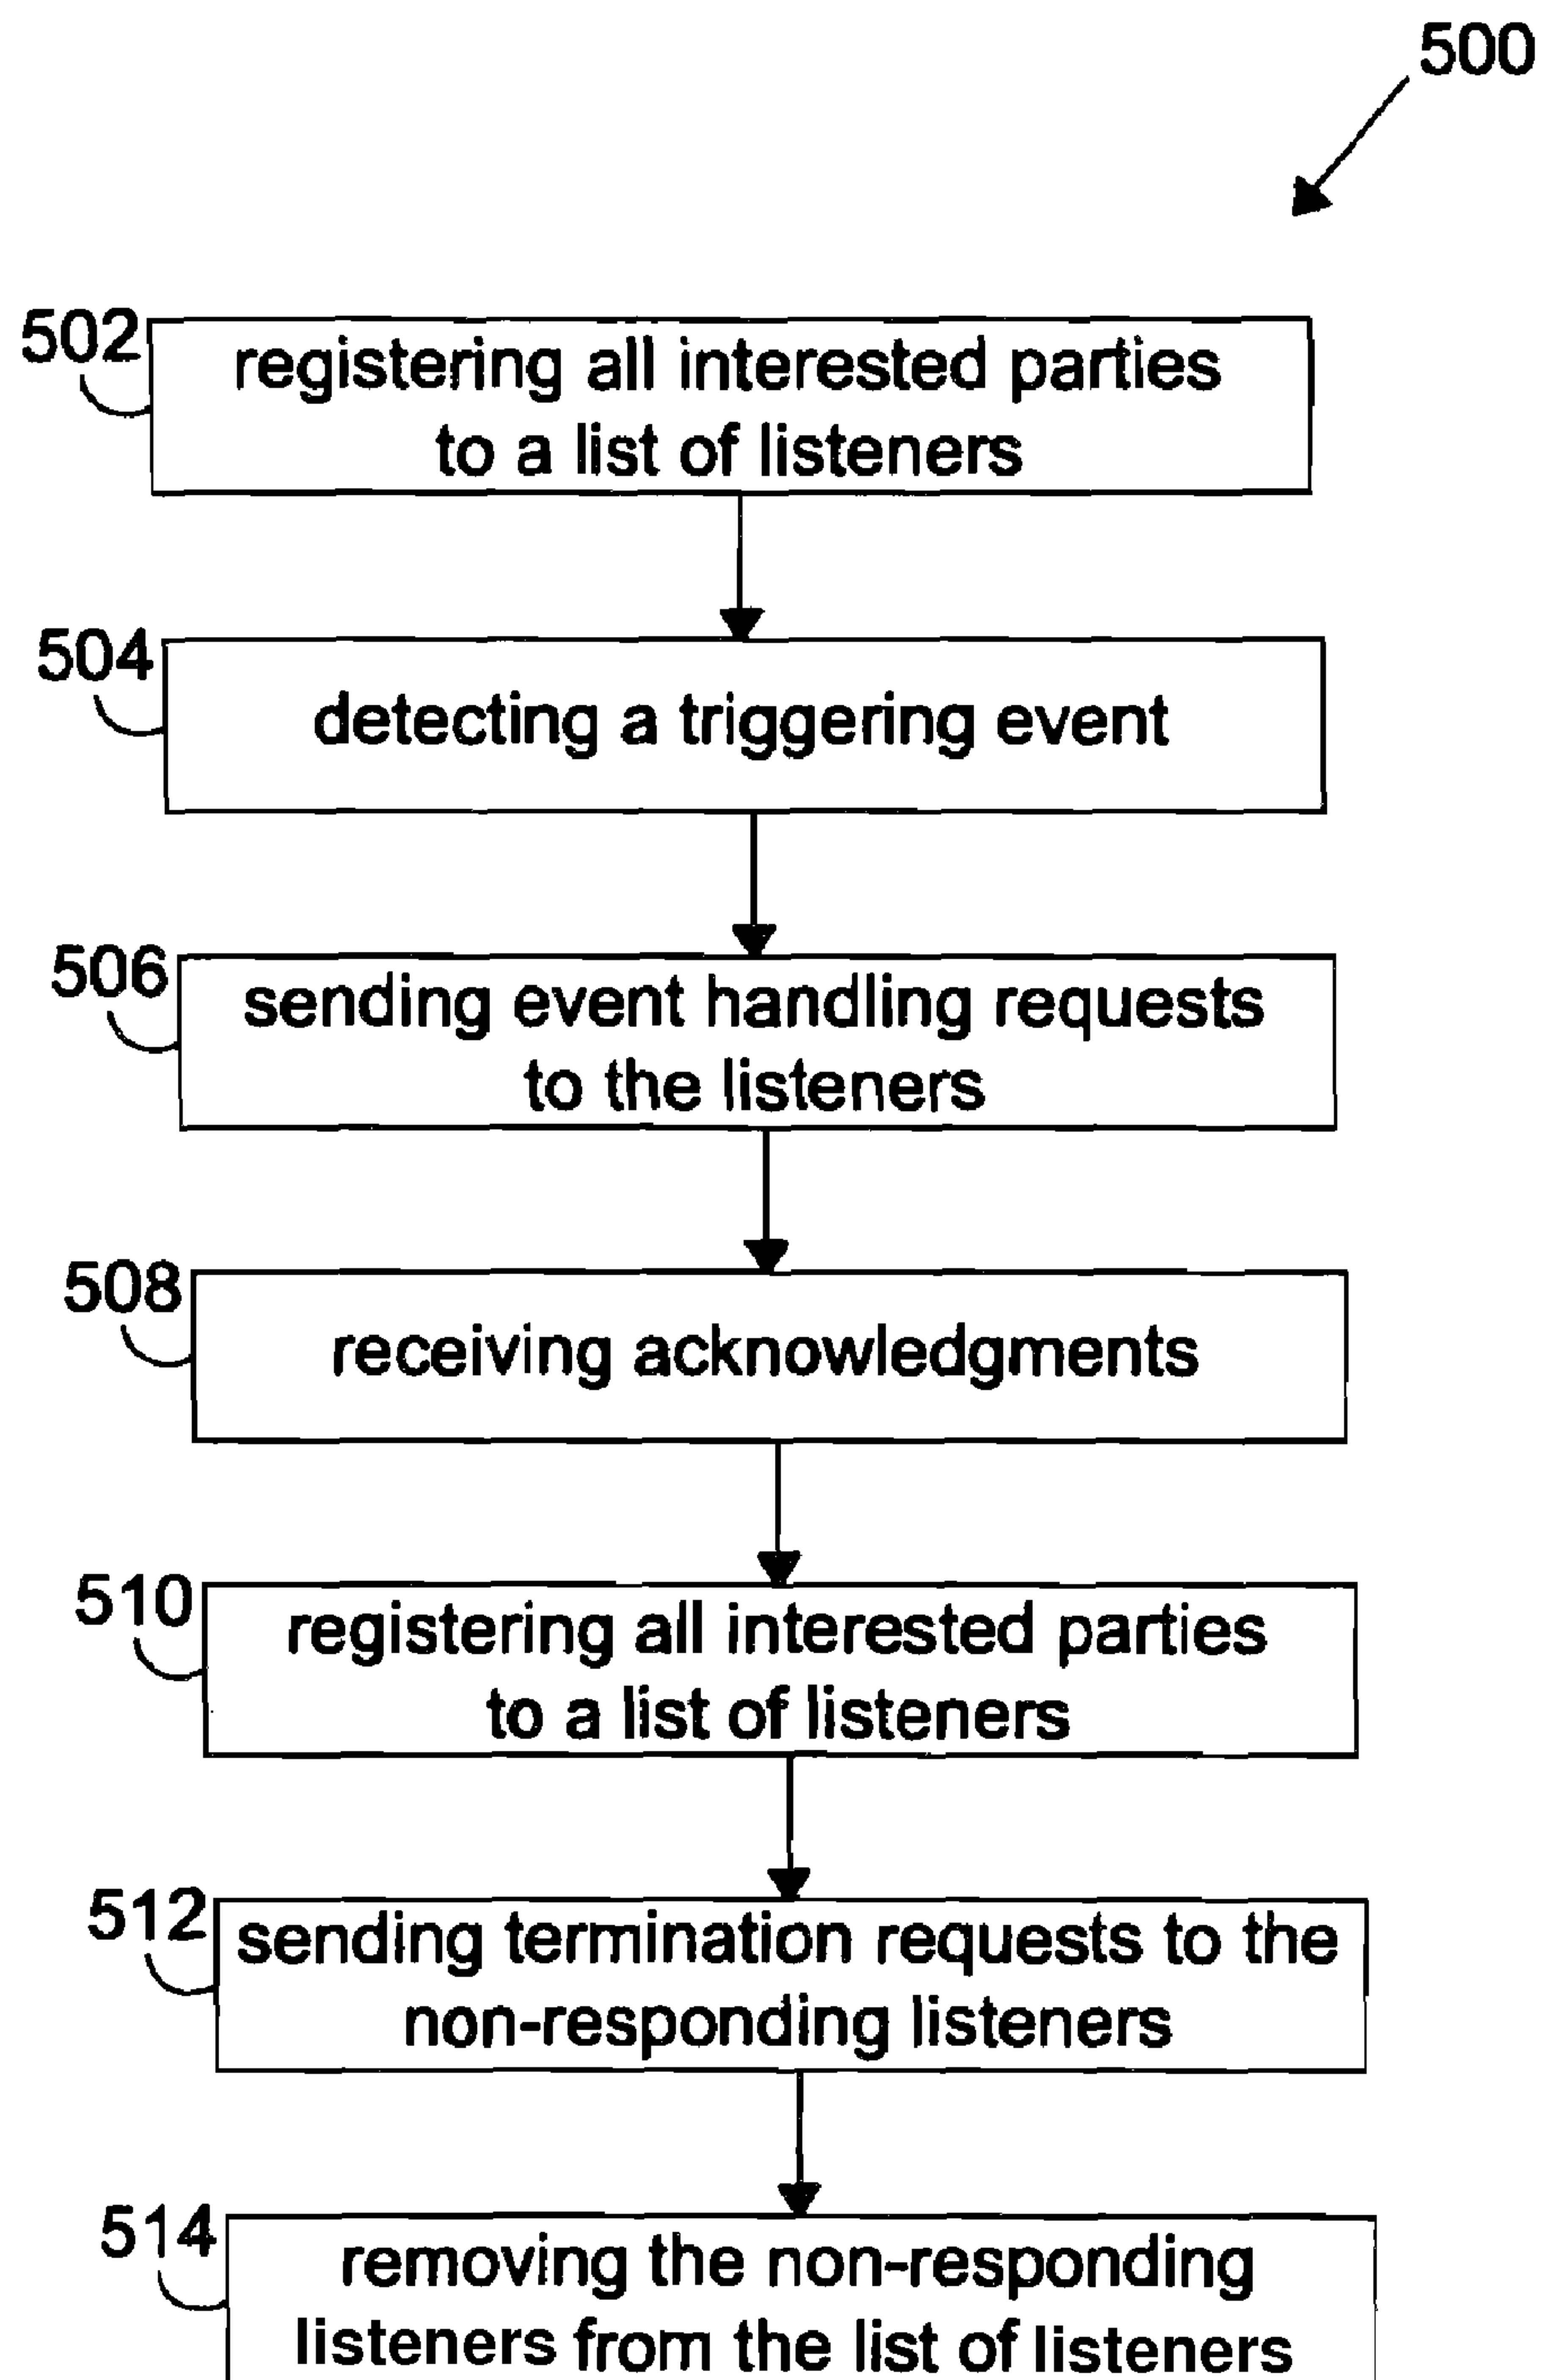 500
502
registering all interested parties
to a list of listeners
504
detecting a triggering event
506
sending event handling requests
to the listeners
508
receiving acknowledgments
510
registering all interested parties
to a list of listeners
512
sending termination requests to the
non-responding listeners
514
removing the non-responding
listeners from the list of listeners